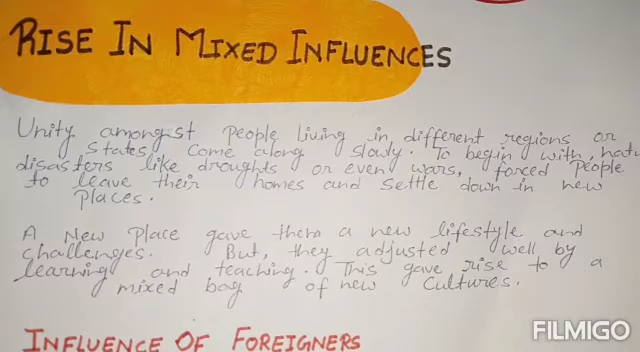 RISE IN MIXED INFLUENCES
Unity amongst people living in different regions or
states come along slowly. To begin with, natu
disasters like droughts or even wars, forced people
to leave their homes and settle down in new
places.
A New Place gave them a new lifestyle and
challenges. But, they adjusted well by
learning and teaching. This gave rise to a
mixed bag of new cultures.
INFLUENCE OF FOREIGNERS
FILMIGO